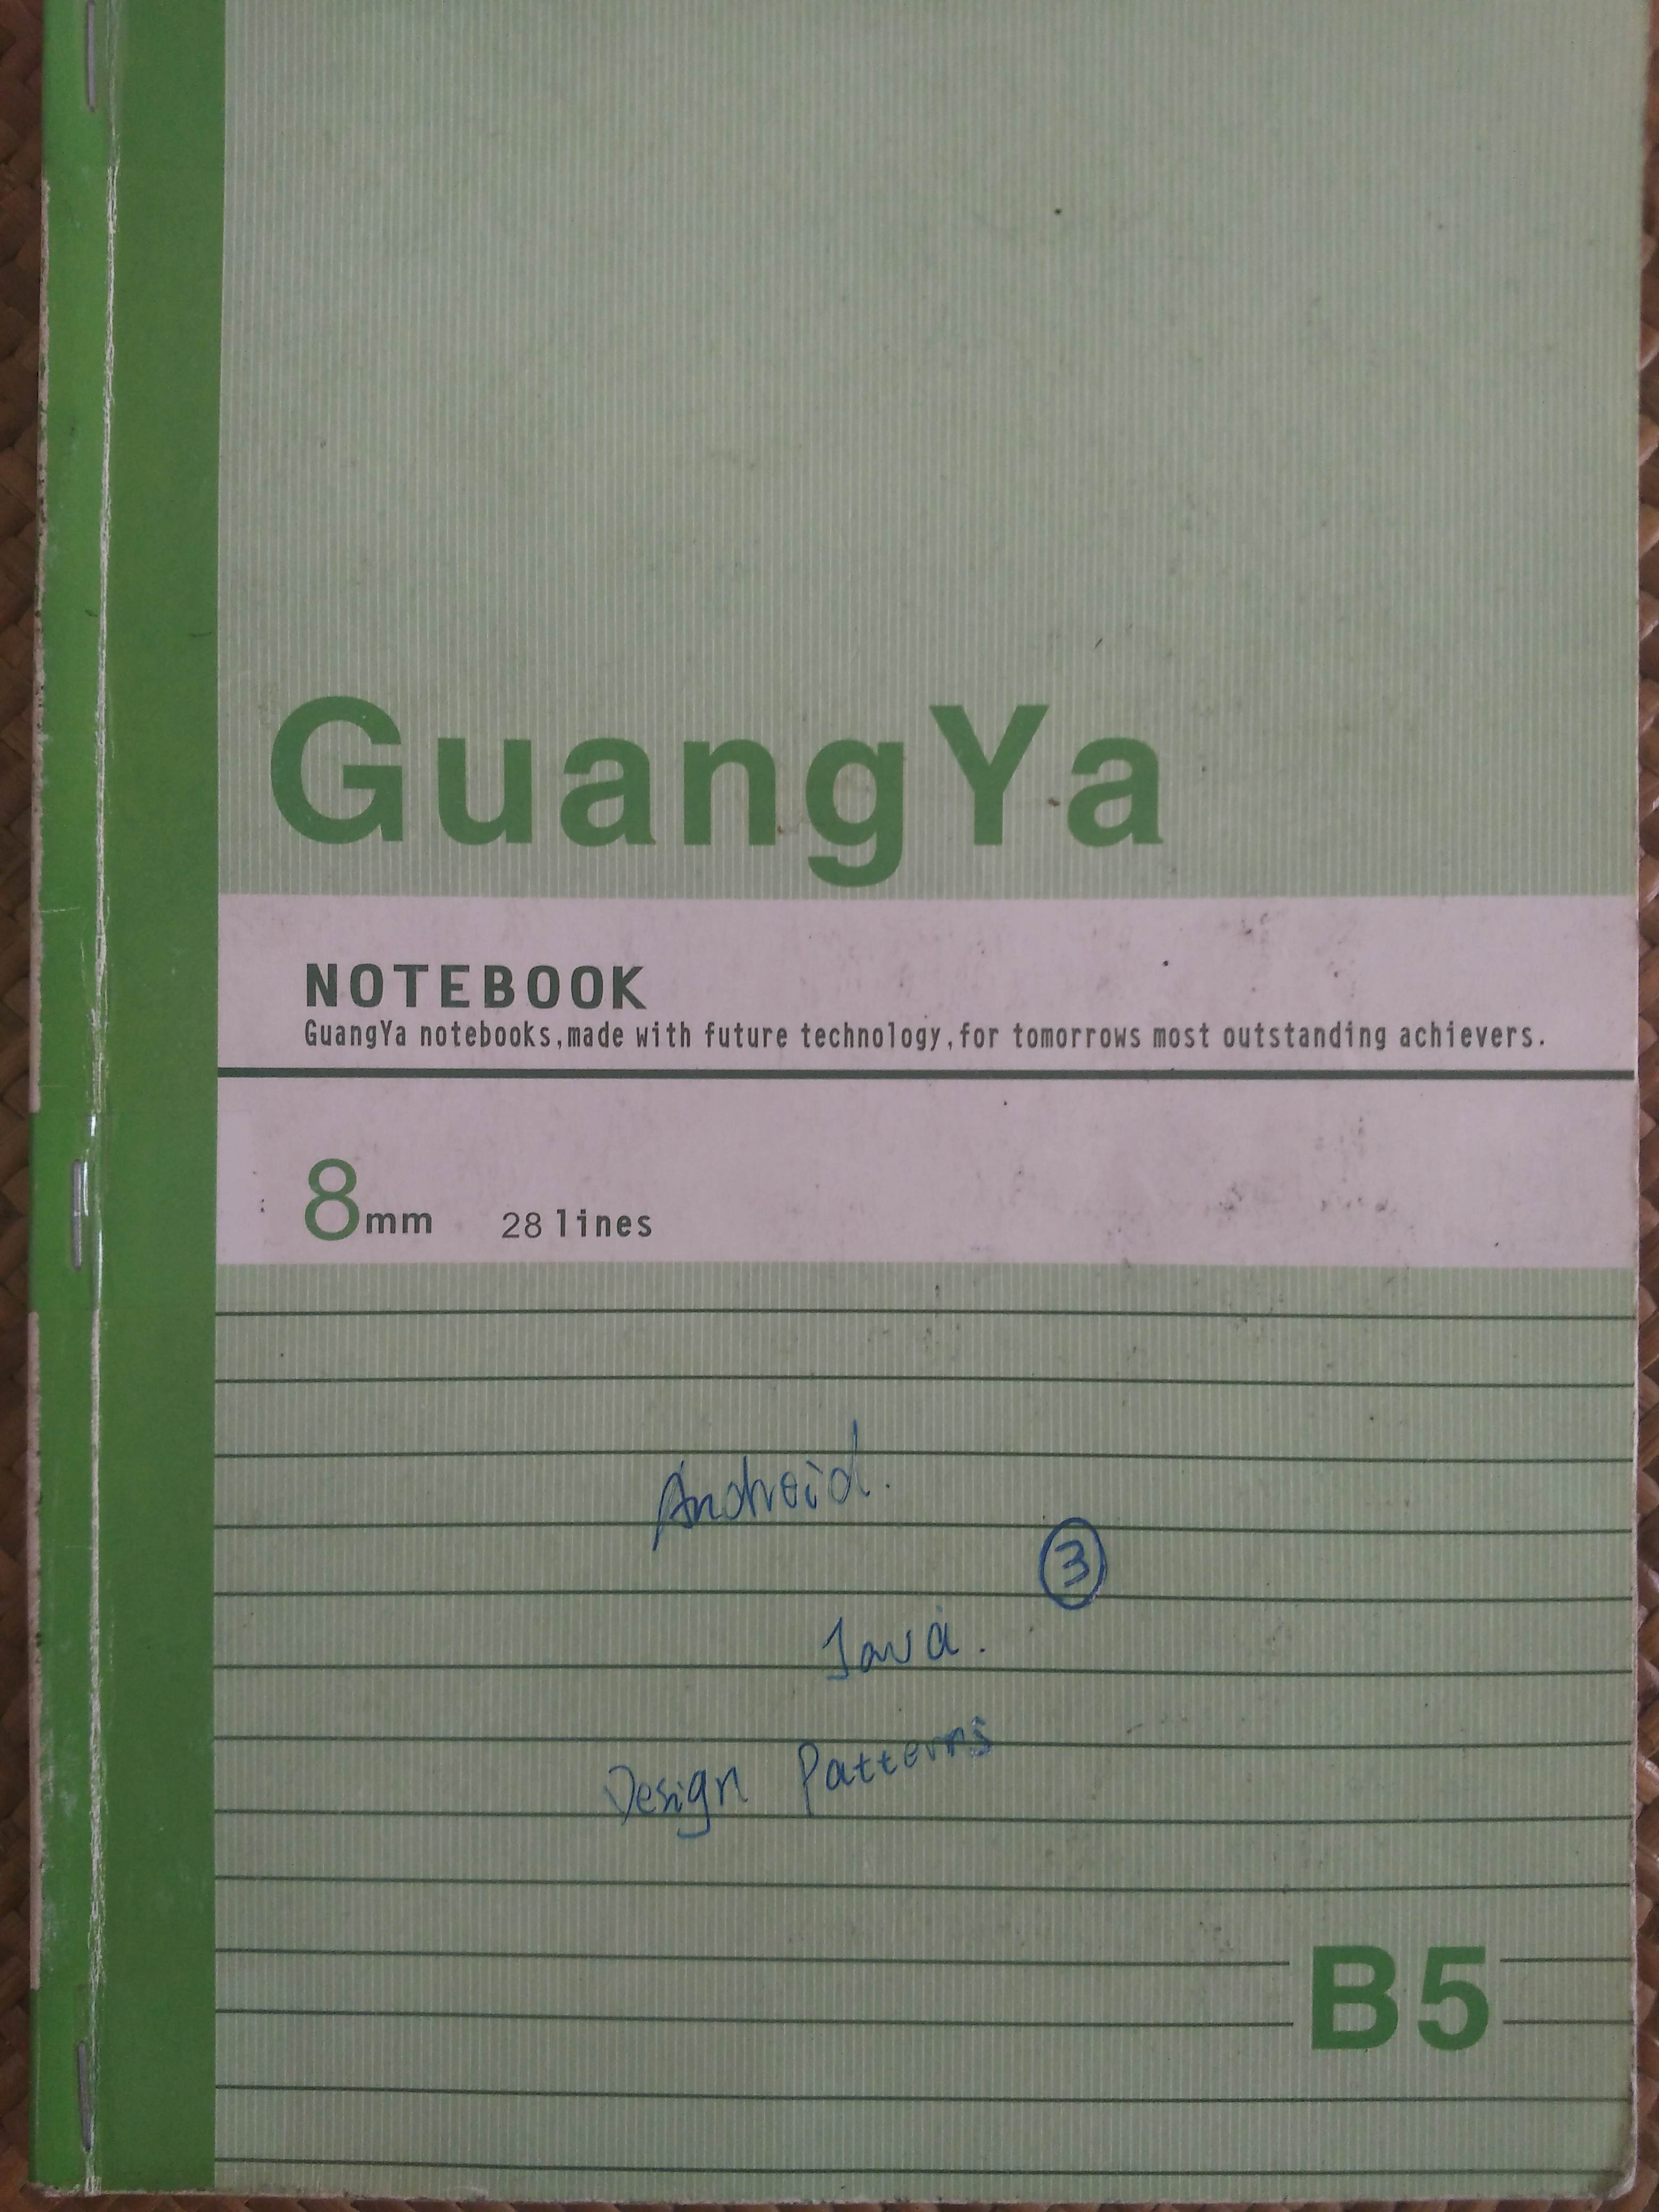 GuangYa
NOTEBOOK
GuangYa notebooks,made with future technology,for tomorrows most outstanding achievers.
8mm 28 lines
Android.
③
Java.
Design Patterns
B5